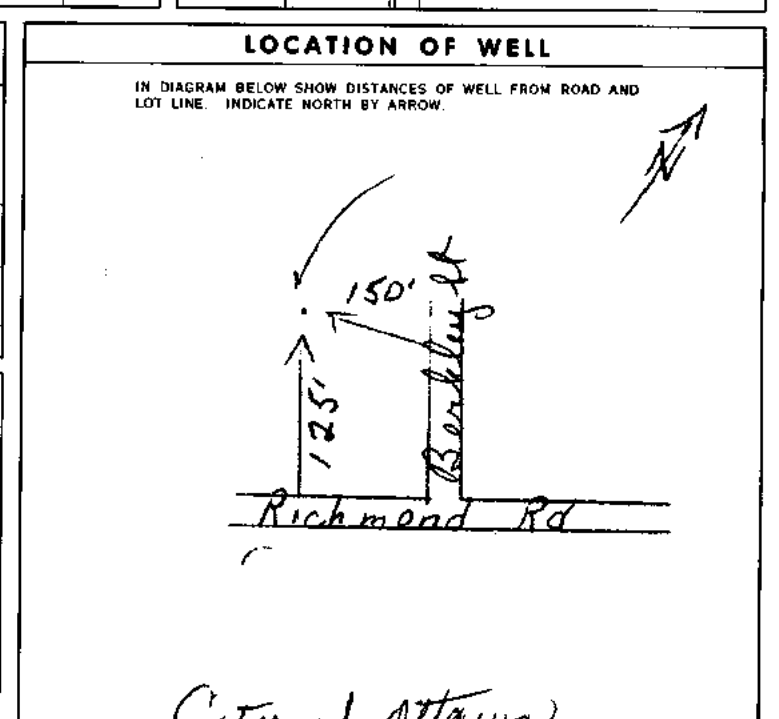 LOCATION OF WELL
IN DIAGRAM BELOW SHOW DISTANCES OF WELL FROM ROAD AND
LOT LINE. INDICATE NORTH BY ARROW.
N
150'
Berkley St
125'
Richmond Rd
City of Ottawa